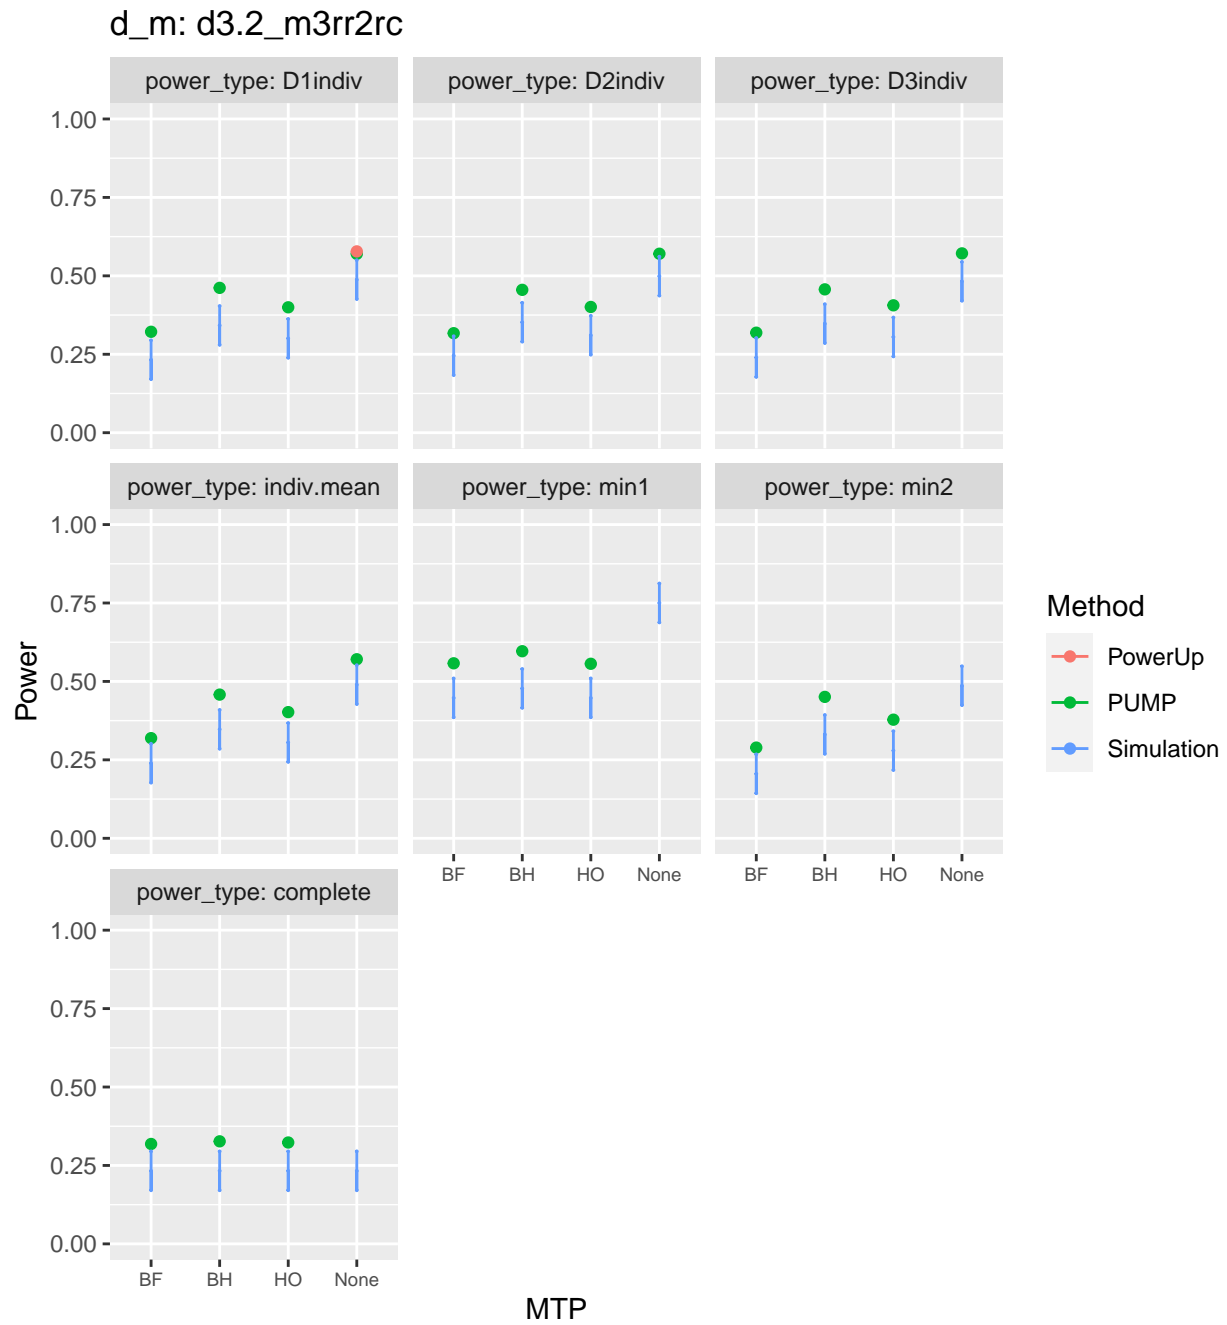 d_m: d3.2_m3rr2rc
power_type: D1indiv
power_type: D2indiv
power_type: D3indiv
1.00
0.75
0.50
0.25
0.00
power_type: indiv.mean
power_type: min1
power_type: min2
1.00
0.75
0.50
0.25
0.00
BF BH HO None
BF BH HO None
power_type: complete
1.00
0.75
0.50
0.25
0.00
BF BH HO None
Power
MTP
Method
PowerUp
PUMP
Simulation